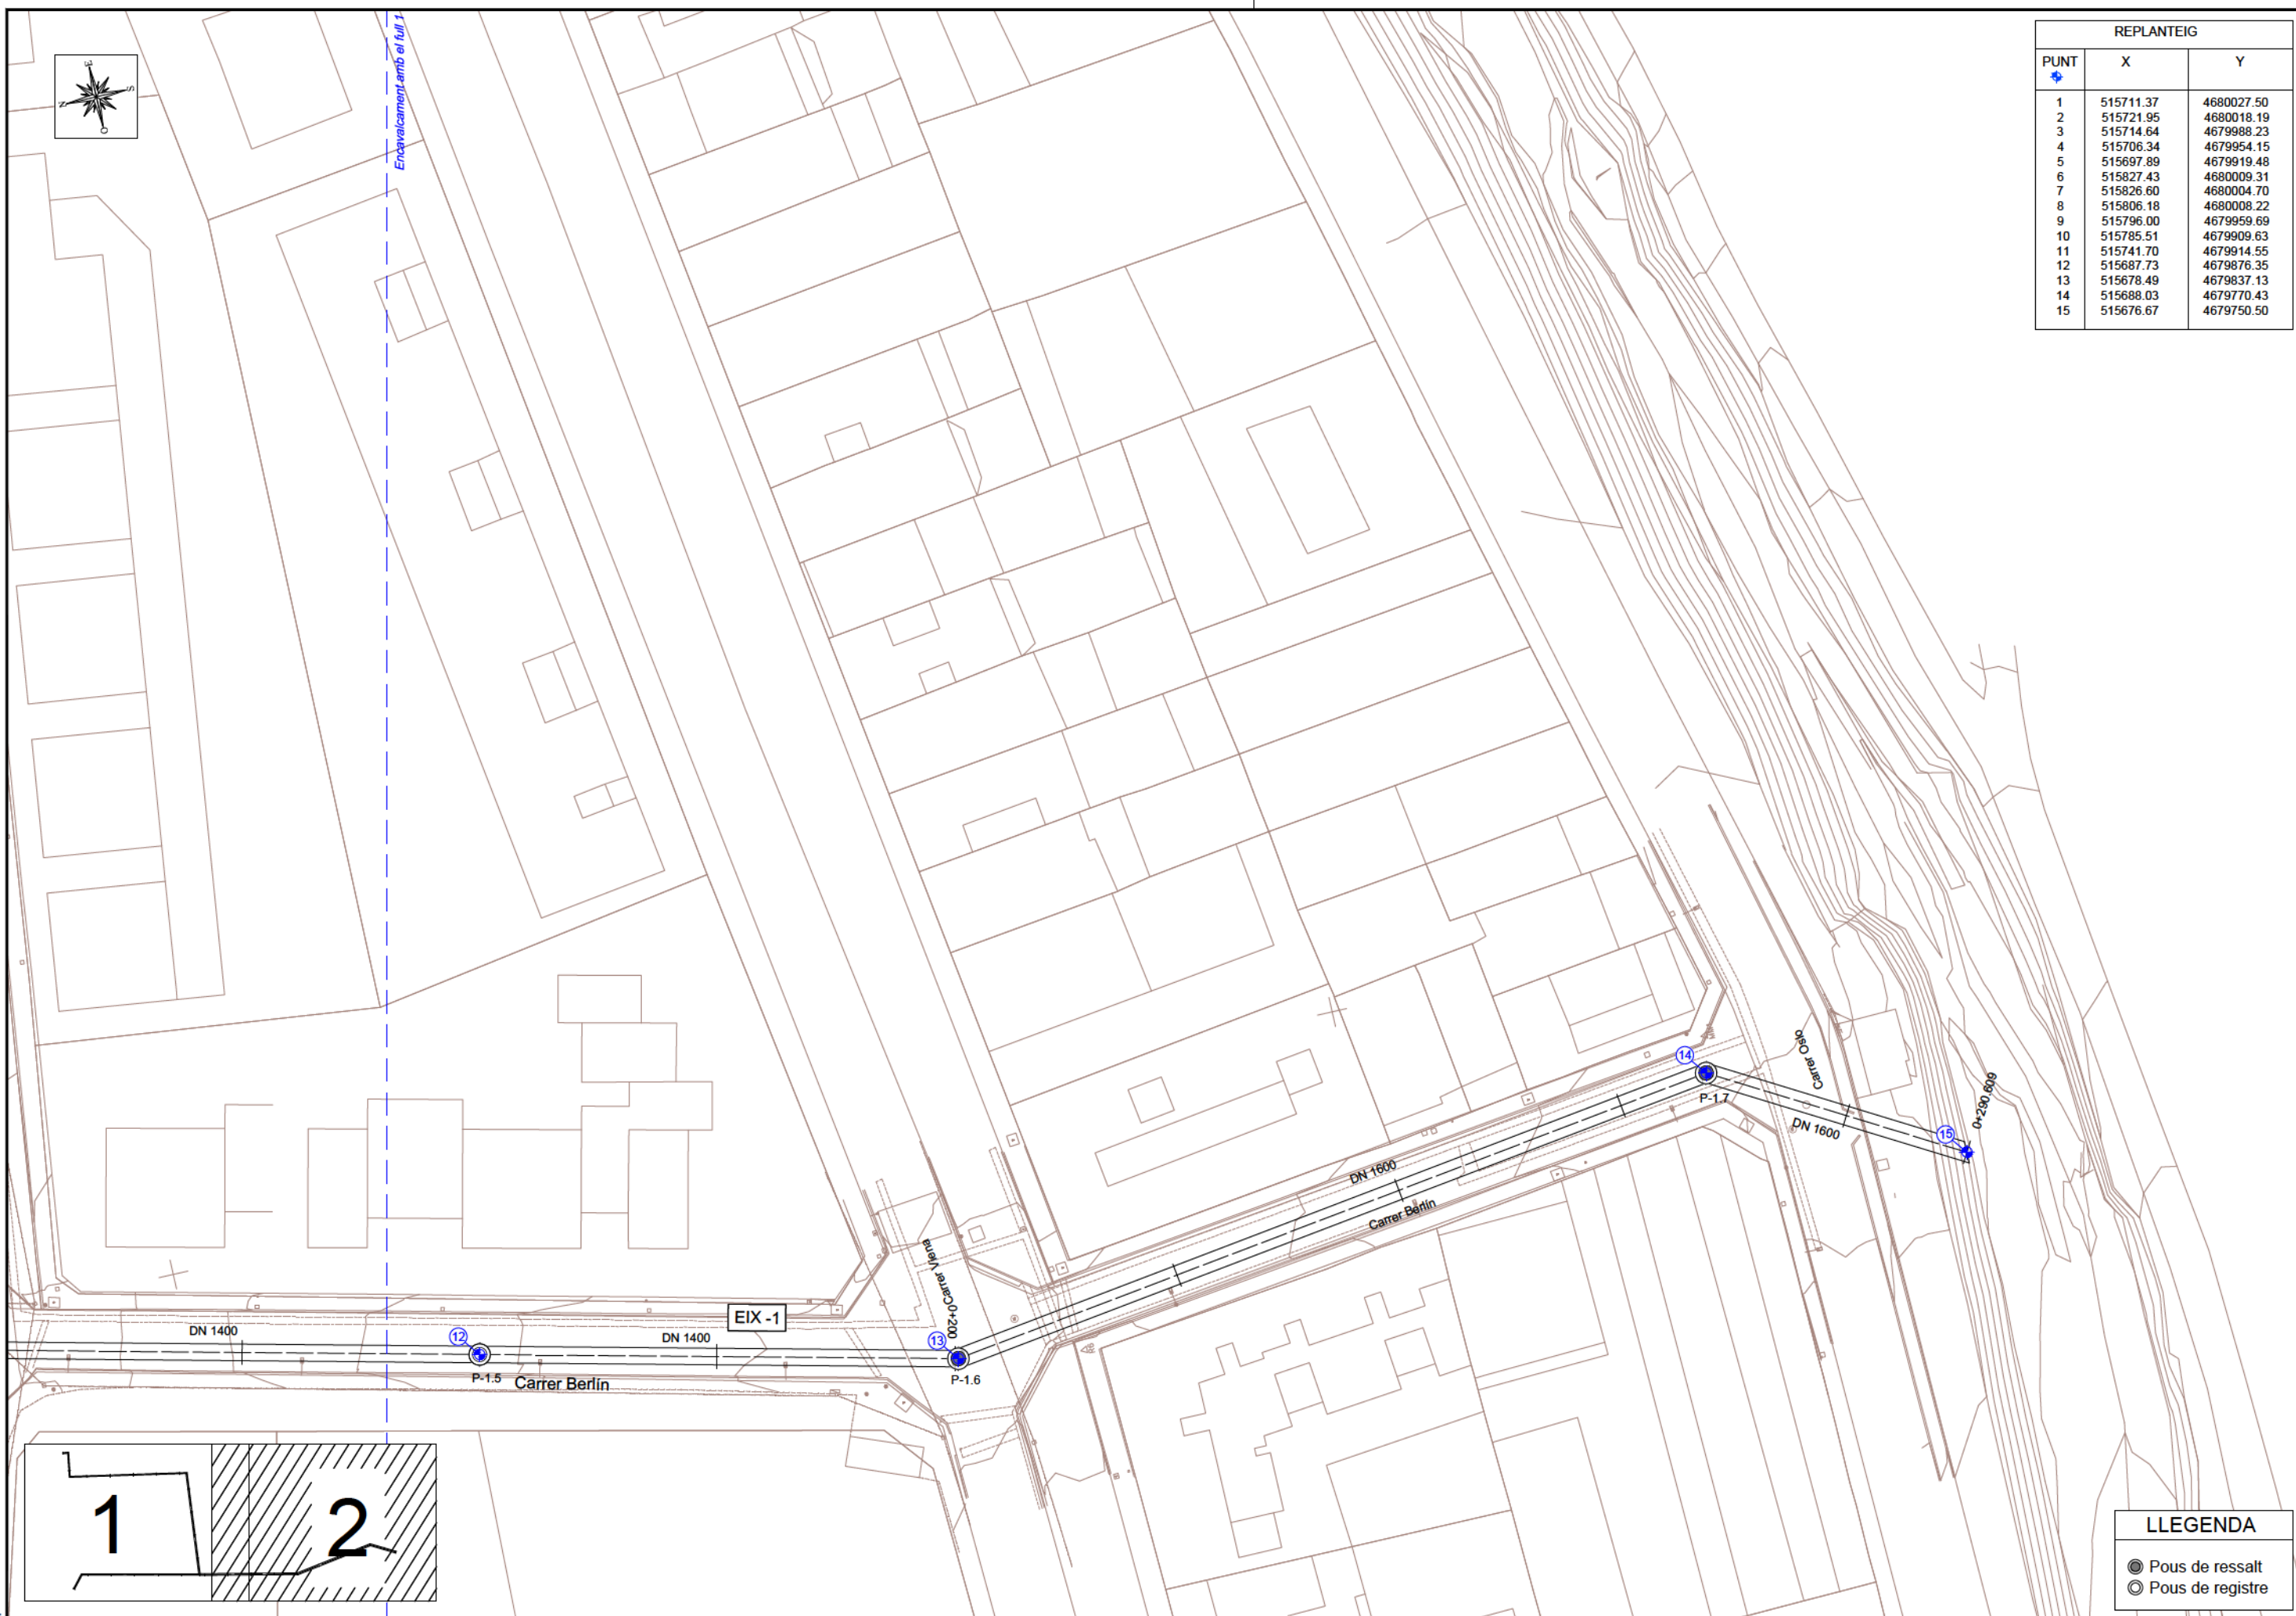 Encavalcament amb el full 1
E
S
N
O
REPLANTEIG
PUNT X Y
1 515711.37 4680027.50
2 515721.95 4680018.19
3 515714.64 4679988.23
4 515706.34 4679954.15
5 515697.89 4679919.48
6 515827.43 4680009.31
7 515826.60 4680004.70
8 515806.18 4680008.22
9 515796.00 4679959.69
10 515785.51 4679909.63
11 515741.70 4679914.55
12 515687.73 4679876.35
13 515678.49 4679837.13
14 515688.03 4679770.43
15 515676.67 4679750.50
14
P-1.7
Carrer Oslo
DN 1600
15
0+290.609
DN 1600
Carrer Berlín
Carrer Viena
0+200
EIX -1
DN 1400
12
P-1.5
Carrer Berlín
DN 1400
13
P-1.6
1
2
LLEGENDA
Pous de ressalt
Pous de registre